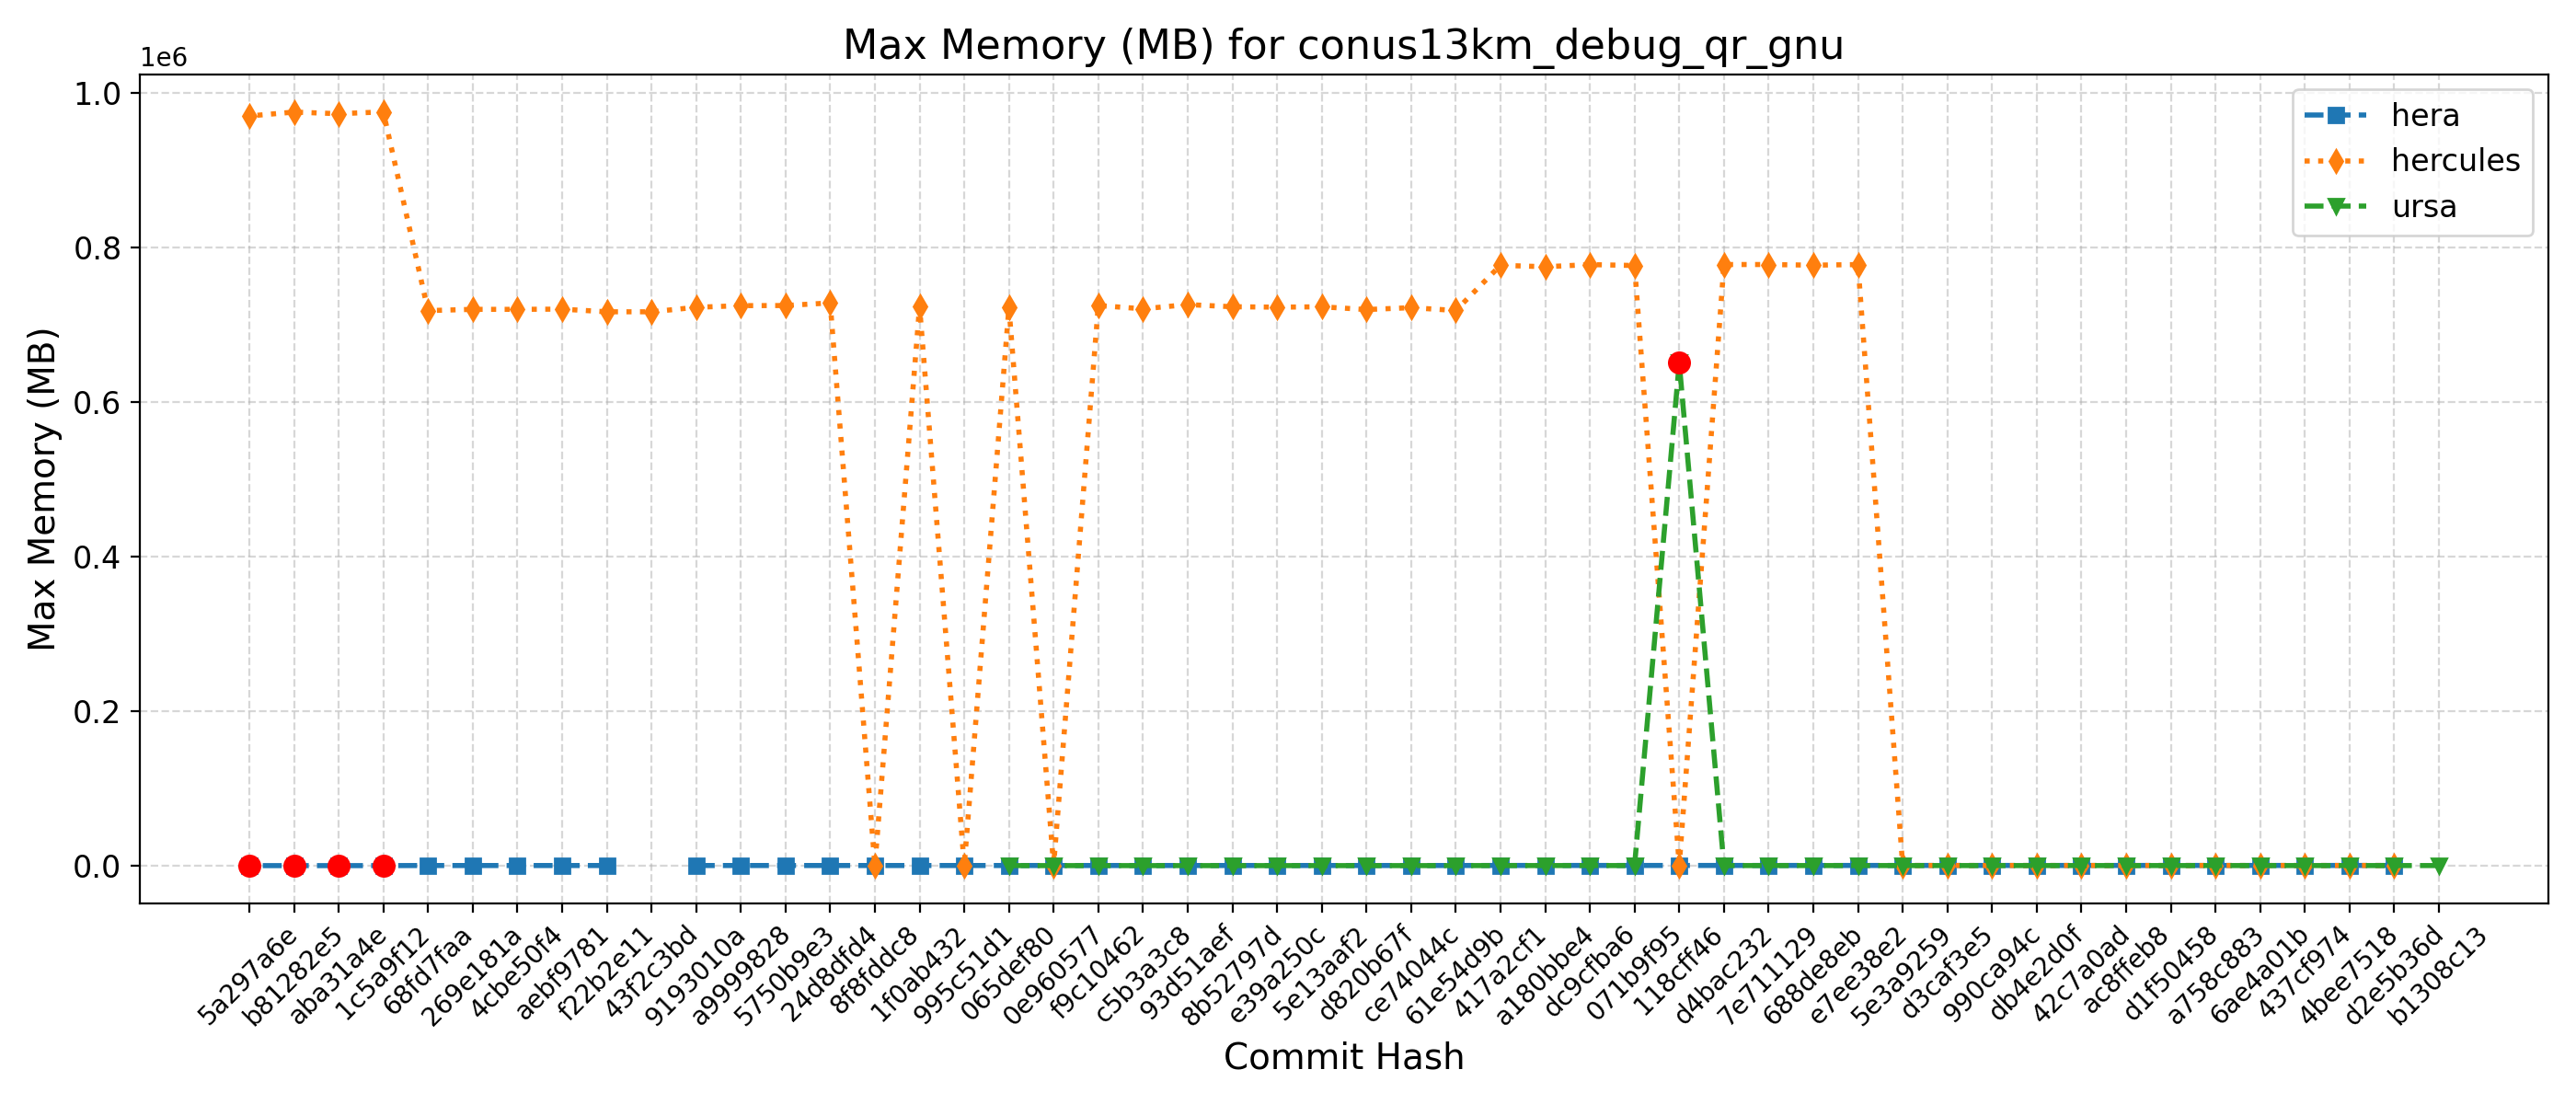 Max Memory (MB) for conus13km_debug_qr_gnu
1e6
1.0
0.8
0.6
0.4
0.2
0.0
Max Memory (MB)
hera
hercules
ursa
5a297a6e
b81282e5
aba31a4e
1c5a9f12
68fd7faa
269e181a
4cbe50f4
aebf9781
f22b2e11
43f2c3bd
9193010a
a9999828
5750b9e3
24d8dfd4
8f8fddc8
1f0ab432
995c51d1
065def80
0e960577
f9c10462
c5b3a3c8
93d51aef
8b52797d
e39a250c
5e13aaf2
d820b67f
ce74044c
61e54d9b
417a2cf1
a180bbe4
dc9cfba6
071b9f95
118cff46
d4bac232
7e711129
688de8eb
e7ee38e2
5e3a9259
d3caf3e5
990ca94c
db4e2d0f
42c7a0ad
ac8ffeb8
d1f50458
a758c883
6ae4a01b
437cf974
4bee7518
d2e5b36d
b1308c13
Commit Hash